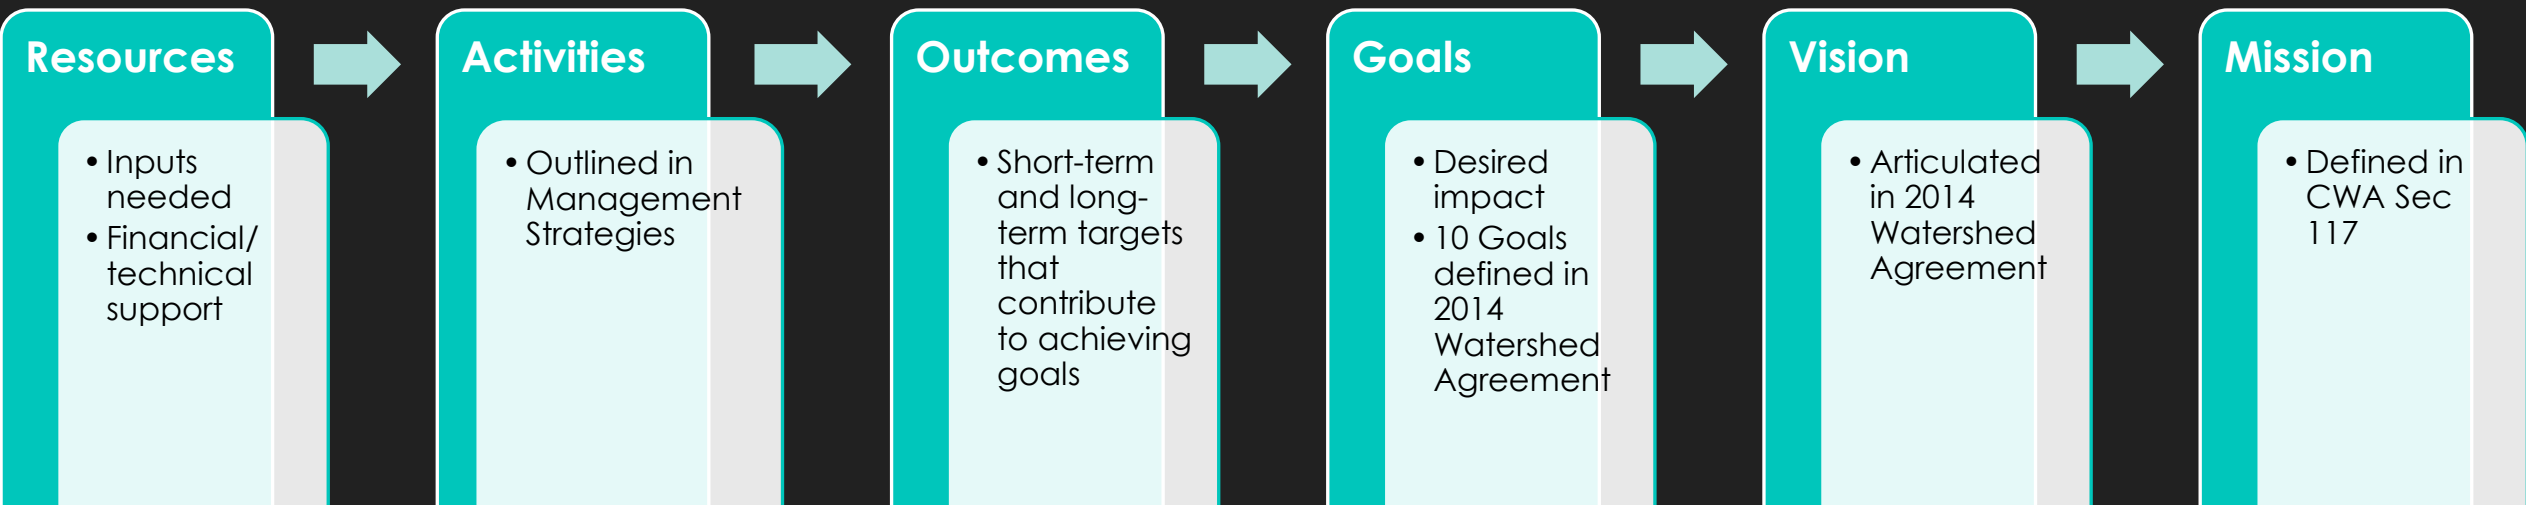 Resources
• Inputs
needed
• Financial/
technical
support
Activities
• Outlined in
Management
Strategies
Outcomes
• Short-term
and long-
term targets
that
contribute
to achieving
goals
Goals
• Desired
impact
• 10 Goals
defined in
2014
Watershed
Agreement
Vision
• Articulated
in 2014
Watershed
Agreement
Mission
• Defined in
CWA Sec
117